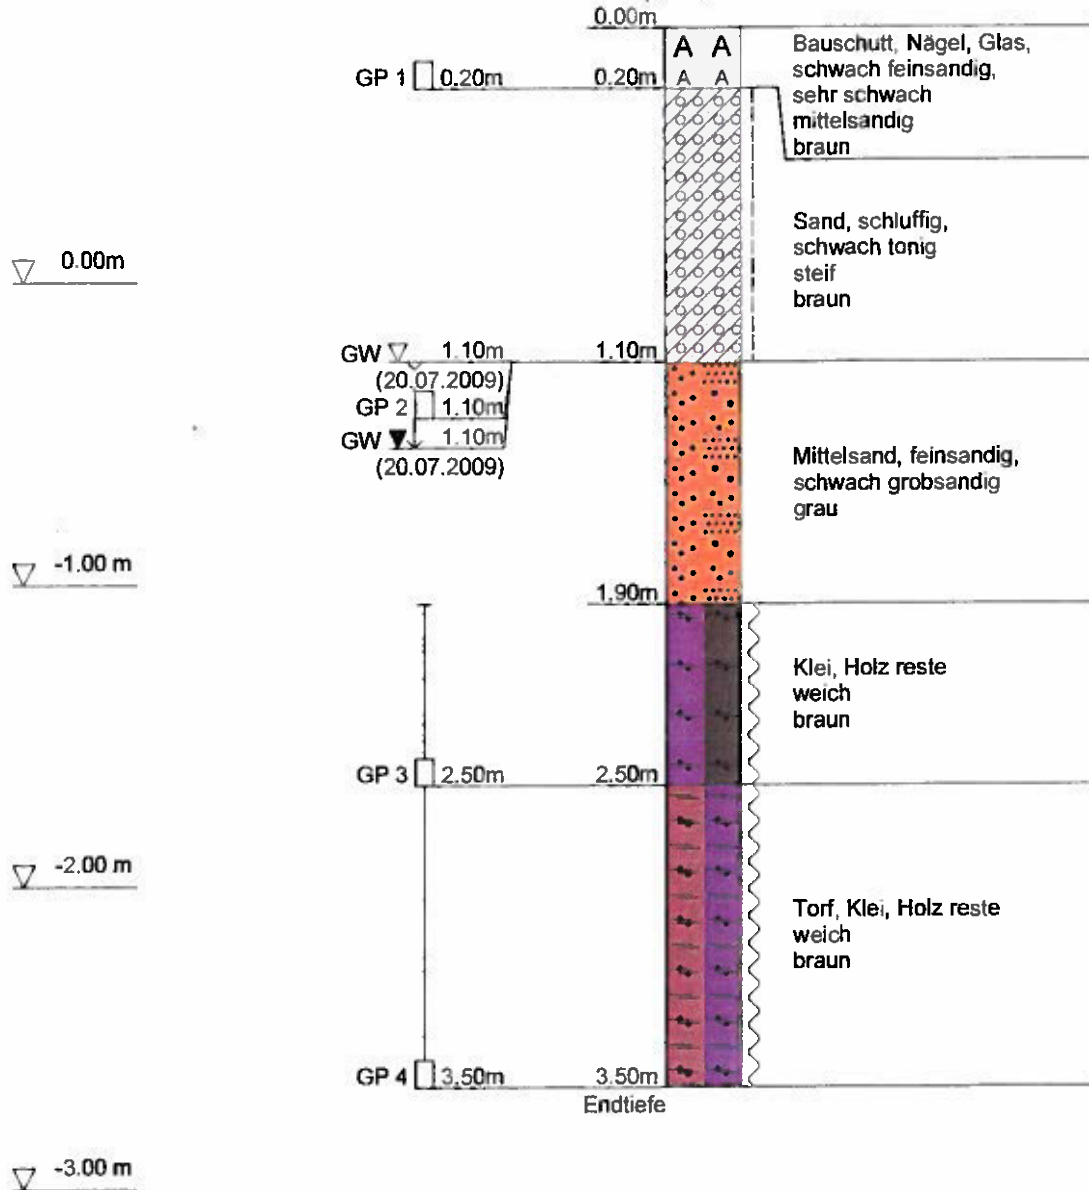 0.00m
A A
Bauschutt, Nägel, Glas,
schwach feinsandig,
sehr schwach
mittelsandig
braun
GP 1 0.20m 0.20m A A
Sand, schluffig,
schwach tonig
steif
braun
0.00m
GW 1.10m 1.10m
(20.07.2009)
GP 2 1.10m
GW 1.10m
(20.07.2009)
Mittelsand, feinsandig,
schwach grobsandig
grau
-1.00 m
1.90m
Klei, Holz reste
weich
braun
GP 3 2.50m 2.50m
-2.00 m
Torf, Klei, Holz reste
weich
braun
GP 4 3.50m 3.50m
Endtiefe
-3.00 m